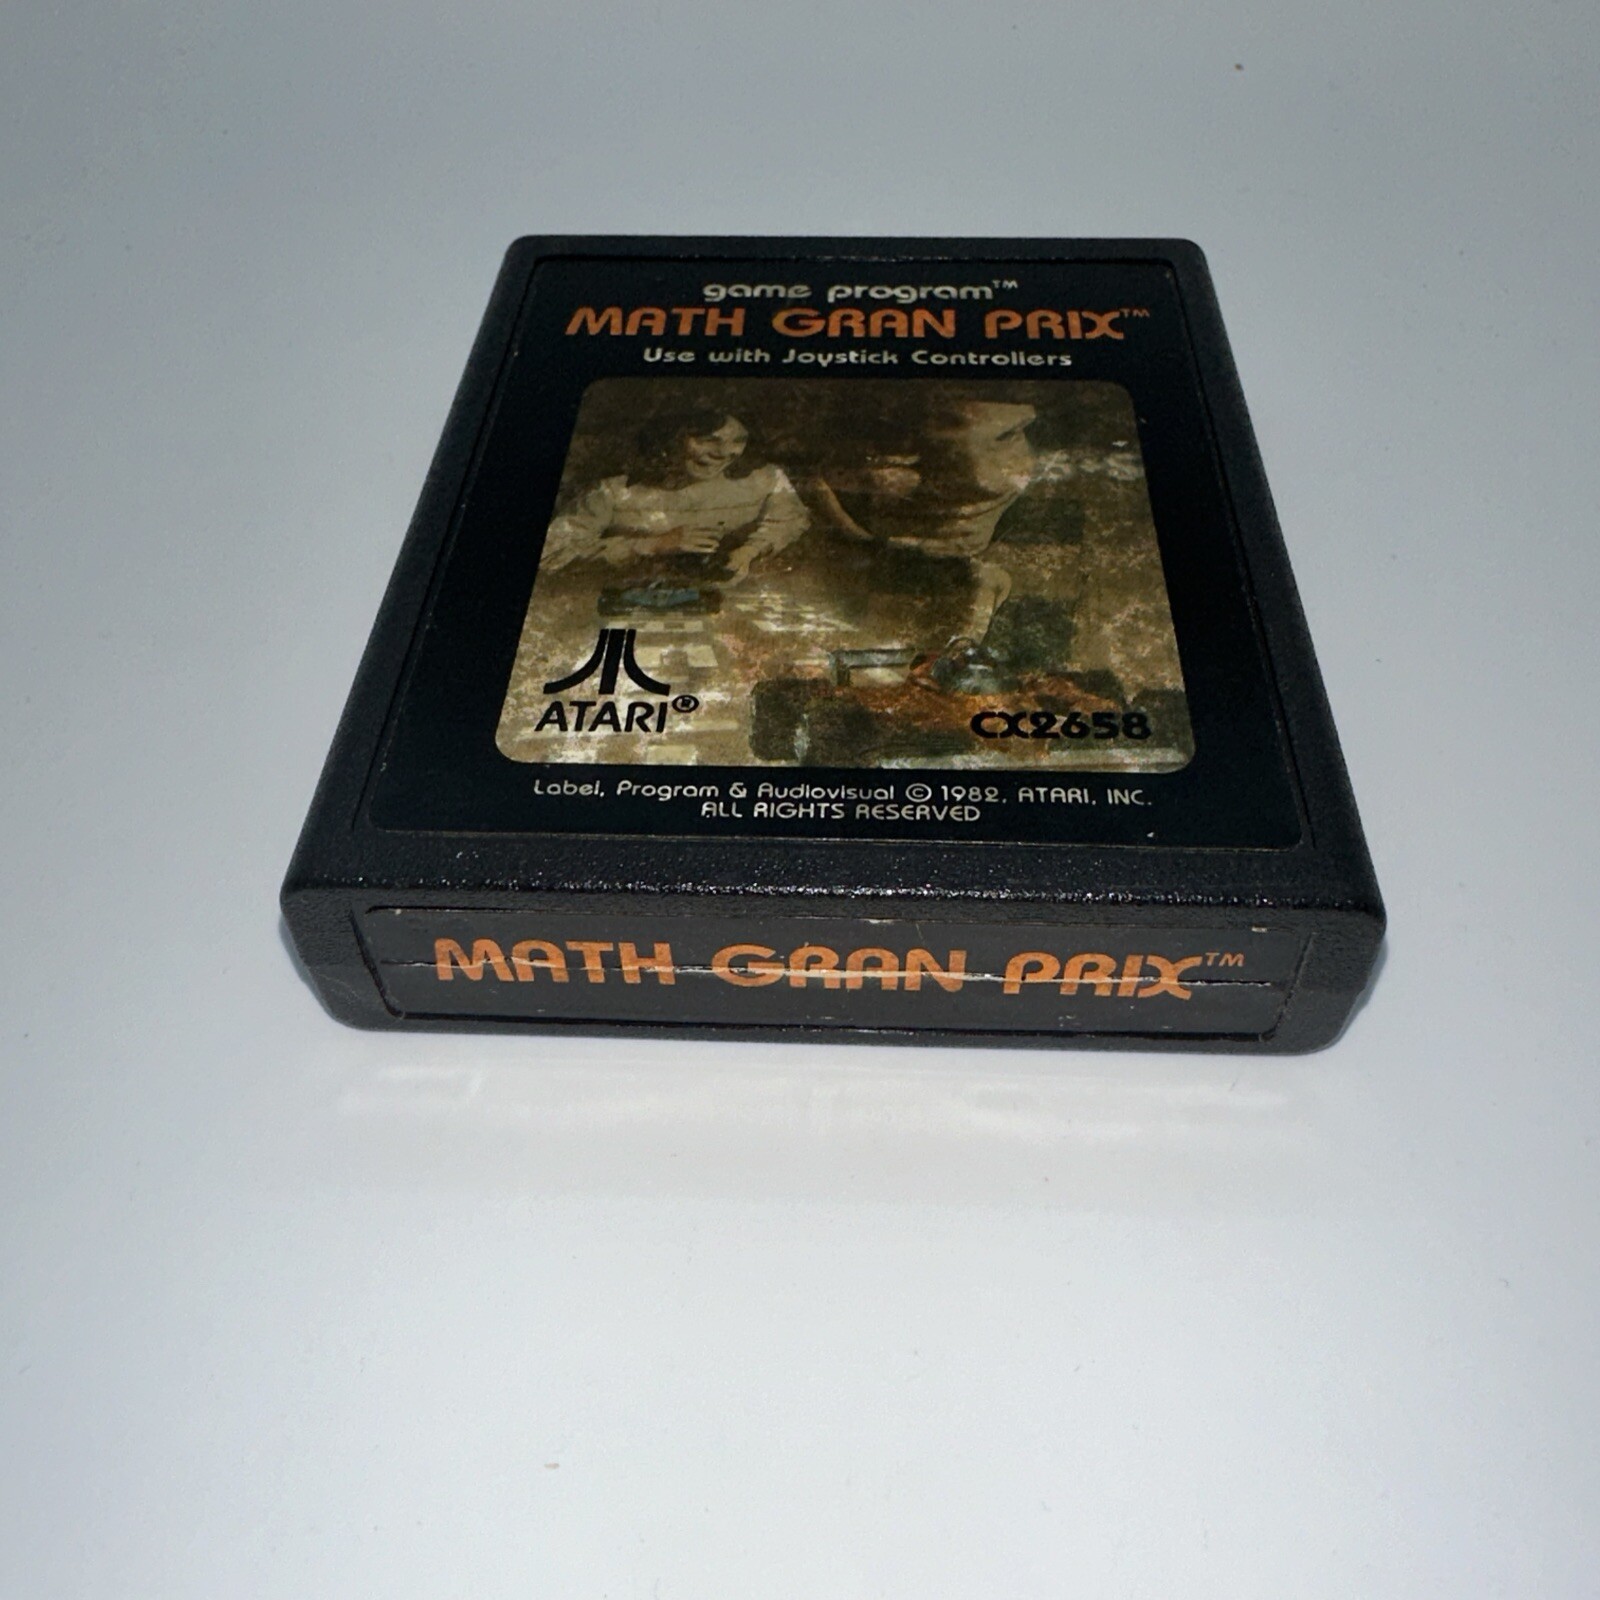 game program™
MATH GRAN PRIX™
Use with Joystick Controllers
ATARI®
CX2658
Label, Program & Audiovisual © 1982, ATARI, INC.
ALL RIGHTS RESERVED
MATH GRAN PRIX™